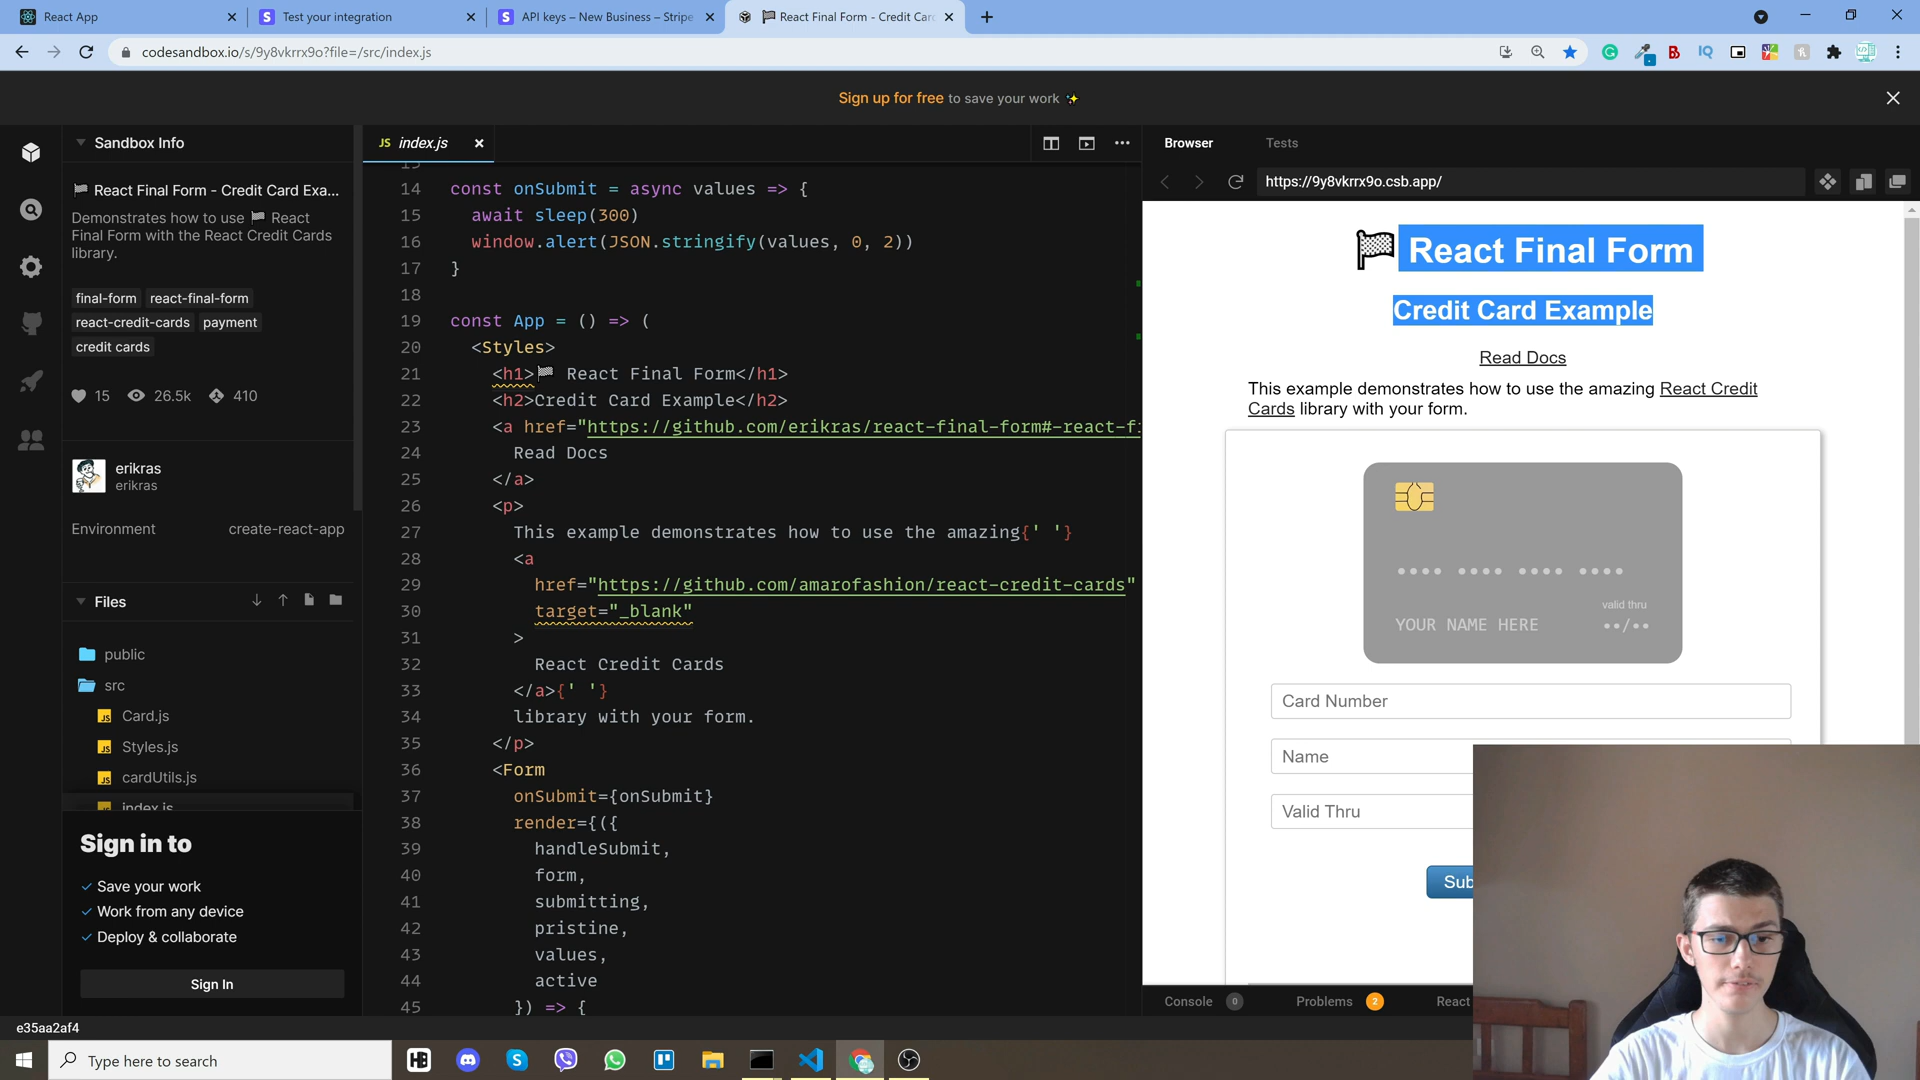 React App
Test your integration
API keys – New Business – Stripe
React Final Form - Credit Car
codesandbox.io/s/9y8vkrrx9o?file=/src/index.js
Sign up for free to save your work ✨
Sandbox Info
React Final Form - Credit Card Exa...
Demonstrates how to use 🏁 React
Final Form with the React Credit Cards
library.
final-form react-final-form
react-credit-cards payment
credit cards
15 26.5k 410
erikras
erikras
Environment create-react-app
Files
public
src
Card.js
Styles.js
cardUtils.js
index.js
Sign in to
Save your work
Work from any device
Deploy & collaborate
Sign In
e35aa2af4
JS index.js
14 const onSubmit = async values => {
15 await sleep(300)
16 window.alert(JSON.stringify(values, 0, 2))
17 }
18
19 const App = () => (
20 <Styles>
21 <h1>🏁 React Final Form</h1>
22 <h2>Credit Card Example</h2>
23 <a href="https://github.com/erikras/react-final-form#-react-fi
24 Read Docs
25 </a>
26 <p>
27 This example demonstrates how to use the amazing{' '}
28 <a
29 href="https://github.com/amarofashion/react-credit-cards"
30 target="_blank"
31 >
32 React Credit Cards
33 </a>{' '}
34 library with your form.
35 </p>
36 <Form
37 onSubmit={onSubmit}
38 render={({
39 handleSubmit,
40 form,
41 submitting,
42 pristine,
43 values,
44 active
45 }) => {
Browser Tests
https://9y8vkrrx9o.csb.app/
🏁 React Final Form
Credit Card Example
Read Docs
This example demonstrates how to use the amazing React Credit
Cards library with your form.
•••• •••• •••• ••••
valid thru
YOUR NAME HERE ••/••
Card Number
Name
Valid Thru
Sub
Console 0 Problems 2 React
Type here to search